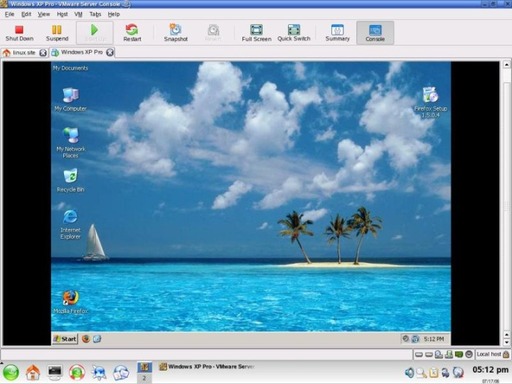 Windows XP Pro - VMware Server Console
File Edit View Host VM Tabs Help
Shut Down Suspend Restart Snapshot Full Screen Quick Switch Summary Console
linux site Windows XP Pro
My Documents
My Computer
Firefox Setup 1.5.0.4
My Network Places
Recycle Bin
Internet Explorer
Mozilla Firefox
Start 5:12 PM
Local host
Windows XP Pro - VMware Server
2
05:12 pm